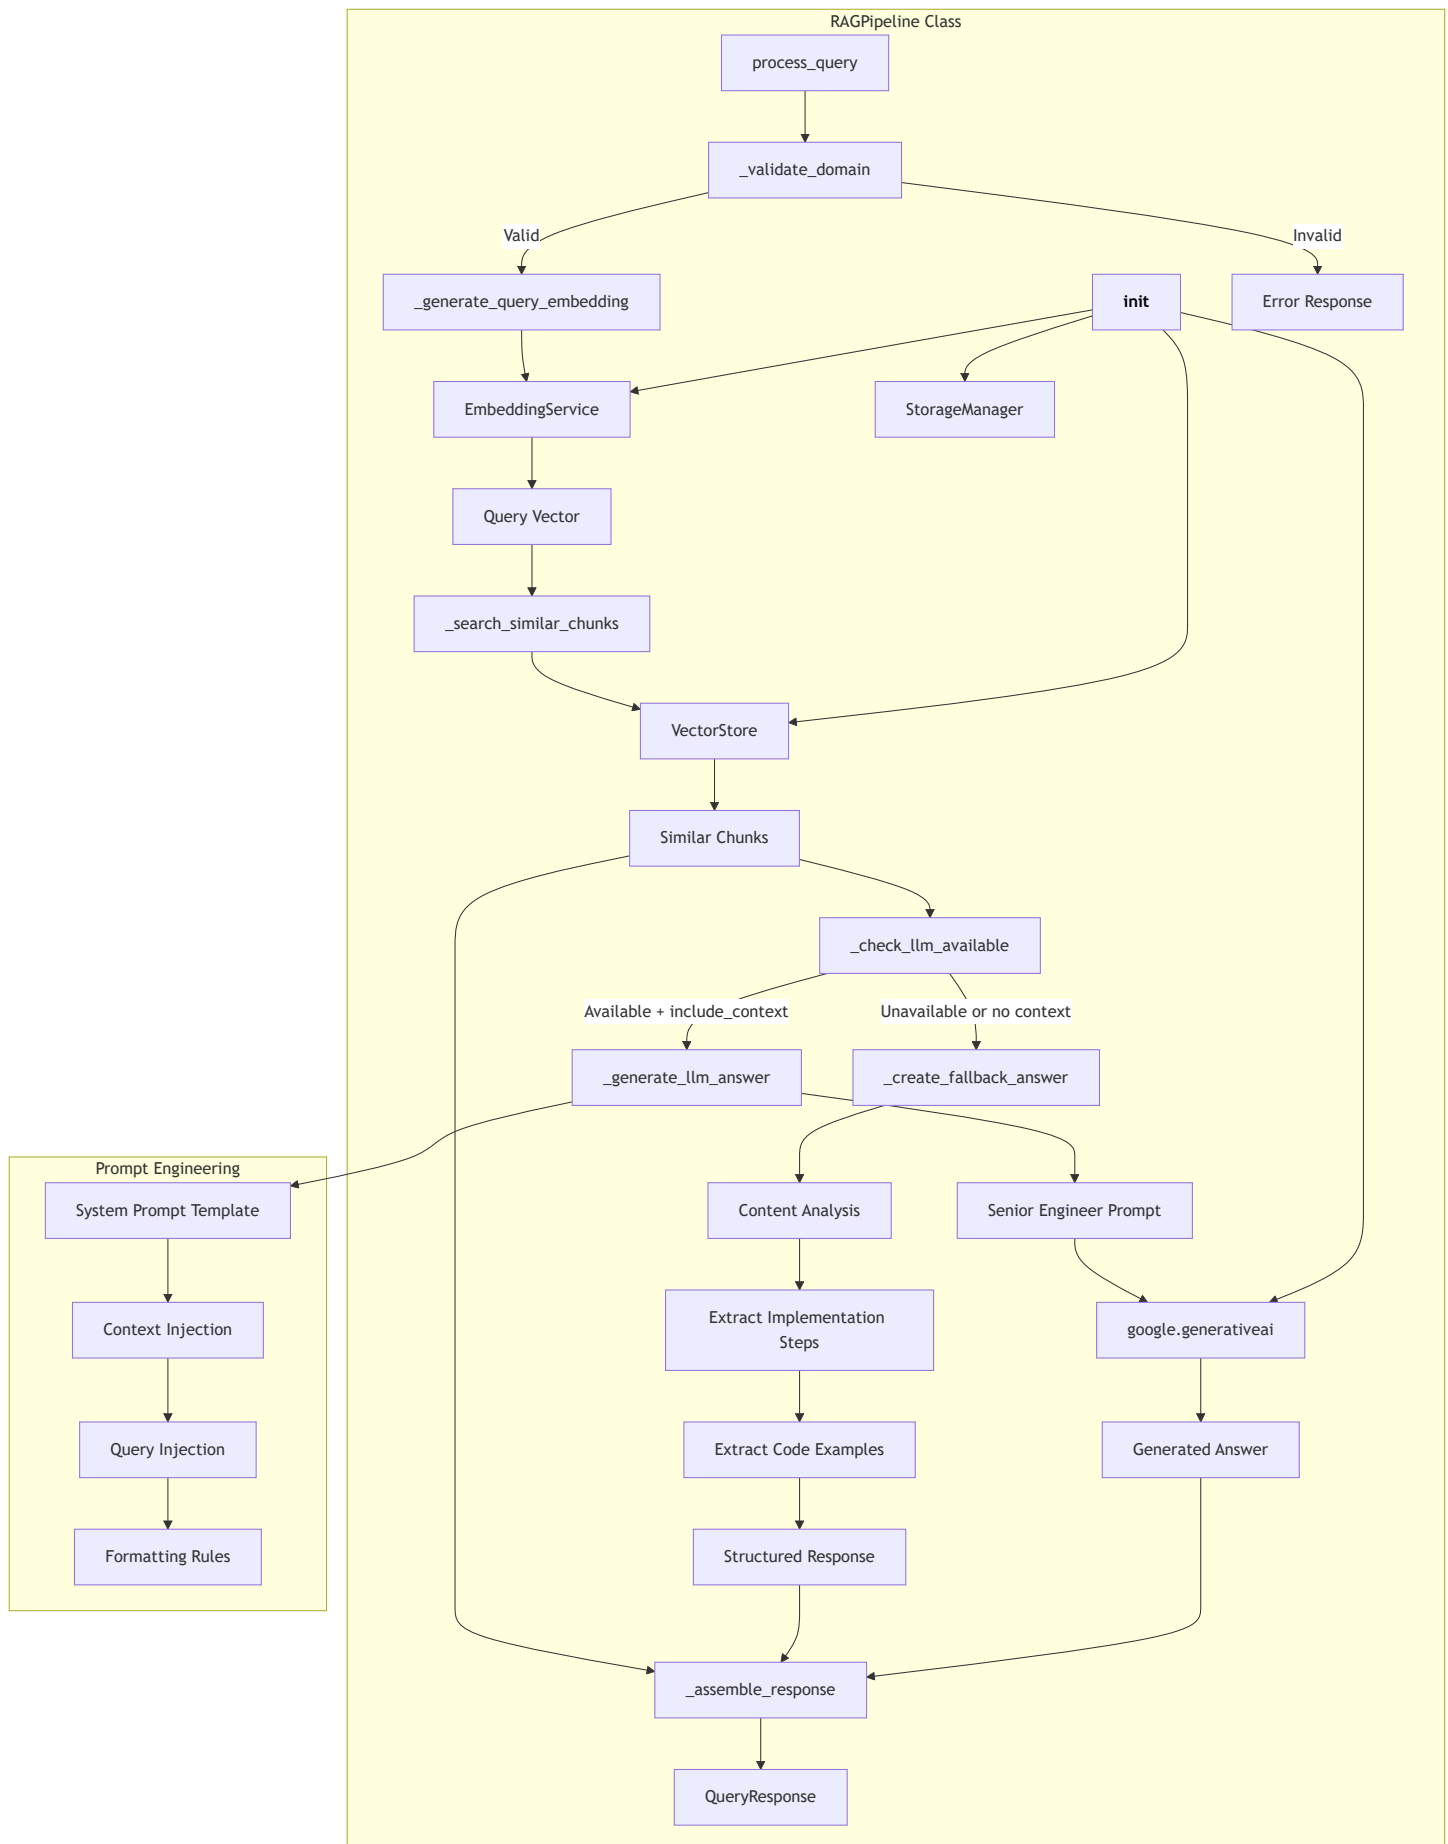 RAGPipeline Class
process_query
_validate_domain
Valid
Invalid
_generate_query_embedding
init
Error Response
EmbeddingService
StorageManager
Query Vector
_search_similar_chunks
VectorStore
Similar Chunks
_check_llm_available
Available + include_context
Unavailable or no context
_generate_llm_answer
_create_fallback_answer
Prompt Engineering
System Prompt Template
Content Analysis
Senior Engineer Prompt
Context Injection
Extract Implementation
Steps
google.generativeai
Query Injection
Extract Code Examples
Generated Answer
Formatting Rules
Structured Response
_assemble_response
QueryResponse